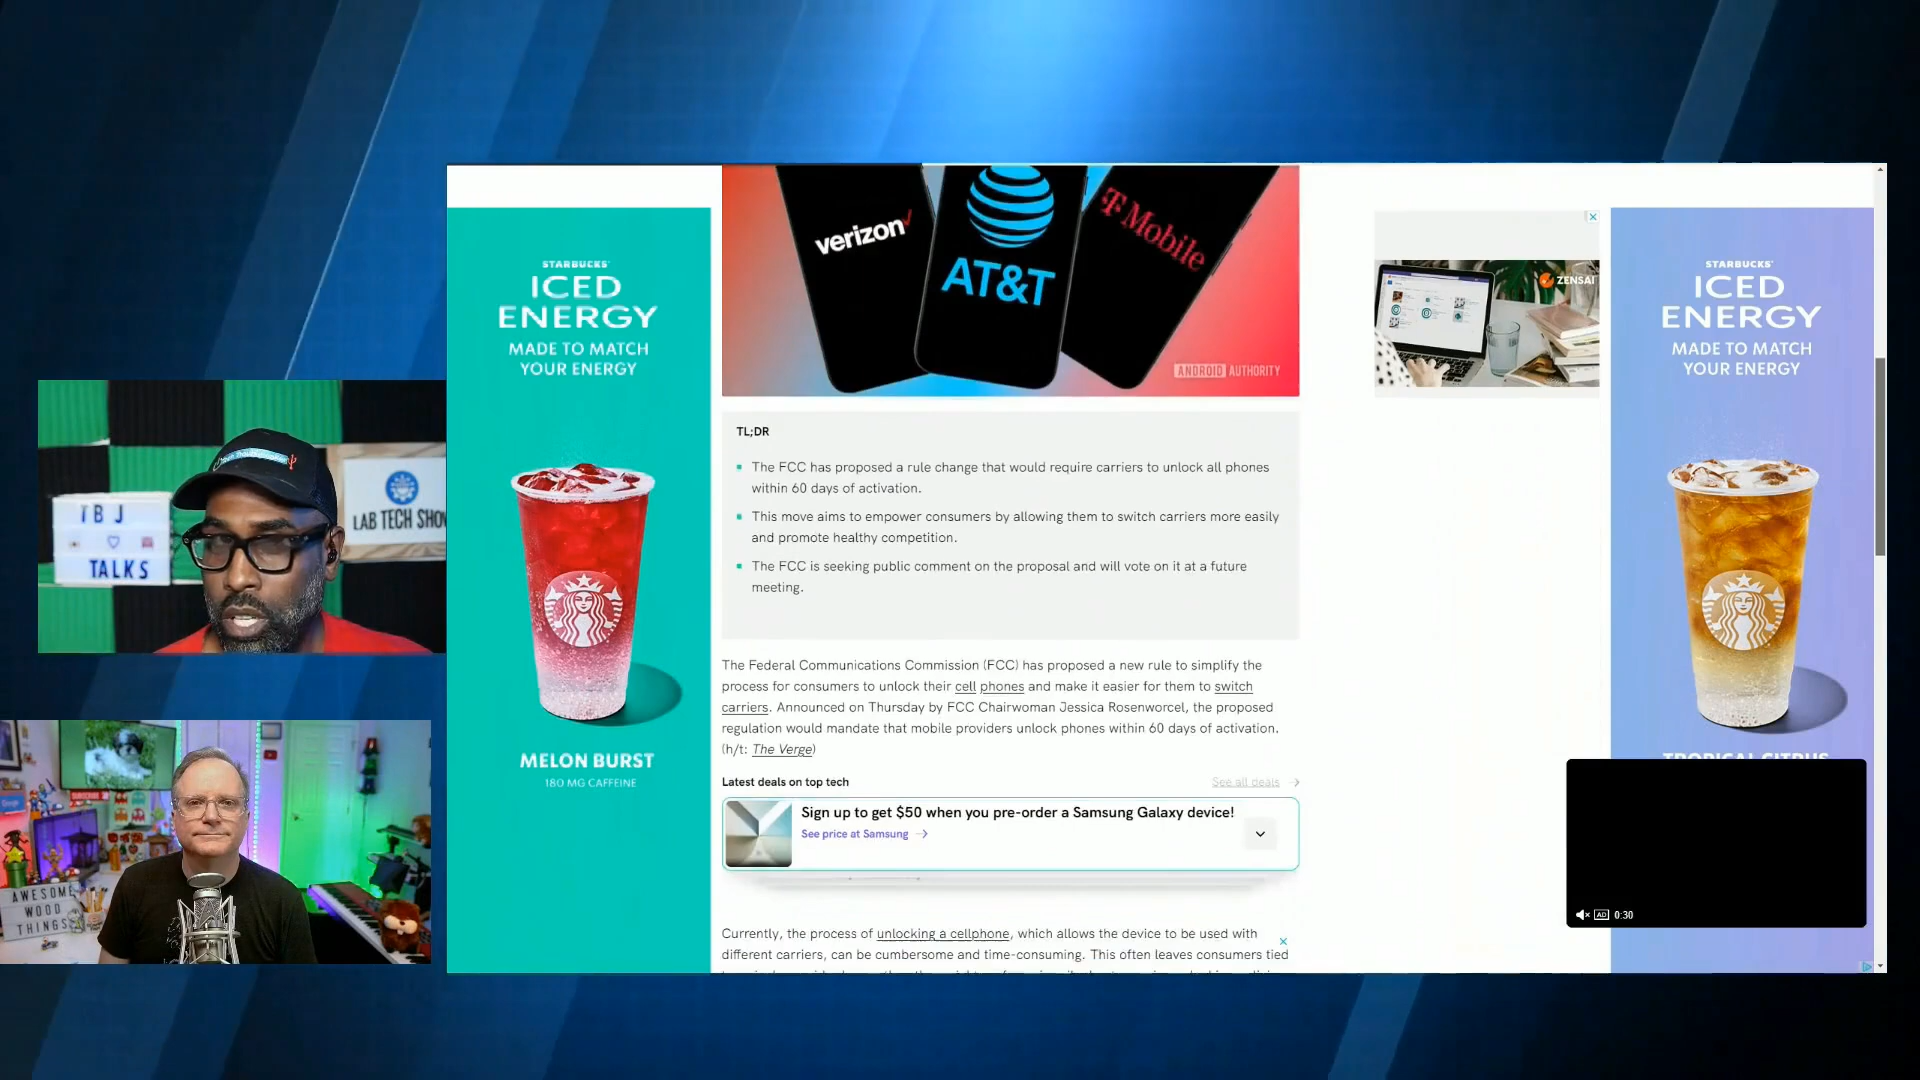 verizon
AT&T
T Mobile
ANDROID AUTHORITY
STARBUCKS
ICED
ENERGY
MADE TO MATCH
YOUR ENERGY
MELON BURST
180 MG CAFFEINE
TL;DR
The FCC has proposed a rule change that would require carriers to unlock all phones
within 60 days of activation.
This move aims to empower consumers by allowing them to switch carriers more easily
and promote healthy competition.
The FCC is seeking public comment on the proposal and will vote on it at a future
meeting.
The Federal Communications Commission (FCC) has proposed a new rule to simplify the
process for consumers to unlock their cell phones and make it easier for them to switch
carriers. Announced on Thursday by FCC Chairwoman Jessica Rosenworcel, the proposed
regulation would mandate that mobile providers unlock phones within 60 days of activation.
(h/t: The Verge)
Latest deals on top tech
See all deals
Sign up to get $50 when you pre-order a Samsung Galaxy device!
See price at Samsung
Currently, the process of unlocking a cellphone, which allows the device to be used with
different carriers, can be cumbersome and time-consuming. This often leaves consumers tied
ZENSAI
STARBUCKS
ICED
ENERGY
MADE TO MATCH
YOUR ENERGY
TROPICAL CITRUS
AD 0:30
TALKS
LAB TECH SHOW
AWESOME
WOOD
THINGS